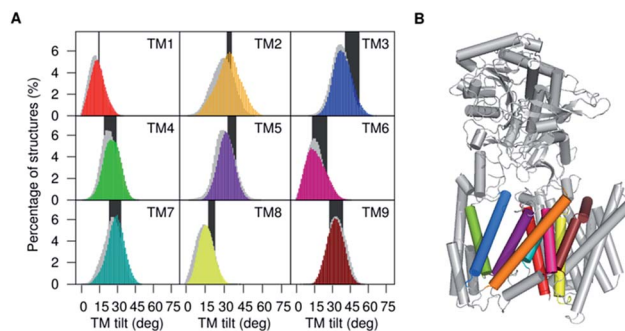 A
B
Percentage of structures (%)
6
4
2
0
TM1
TM2
TM3
6
4
2
0
TM4
TM5
TM6
6
4
2
0
TM7
TM8
TM9
0 15 30 45 60 75
0 15 30 45 60 75
0 15 30 45 60 75
TM tilt (deg)
TM tilt (deg)
TM tilt (deg)